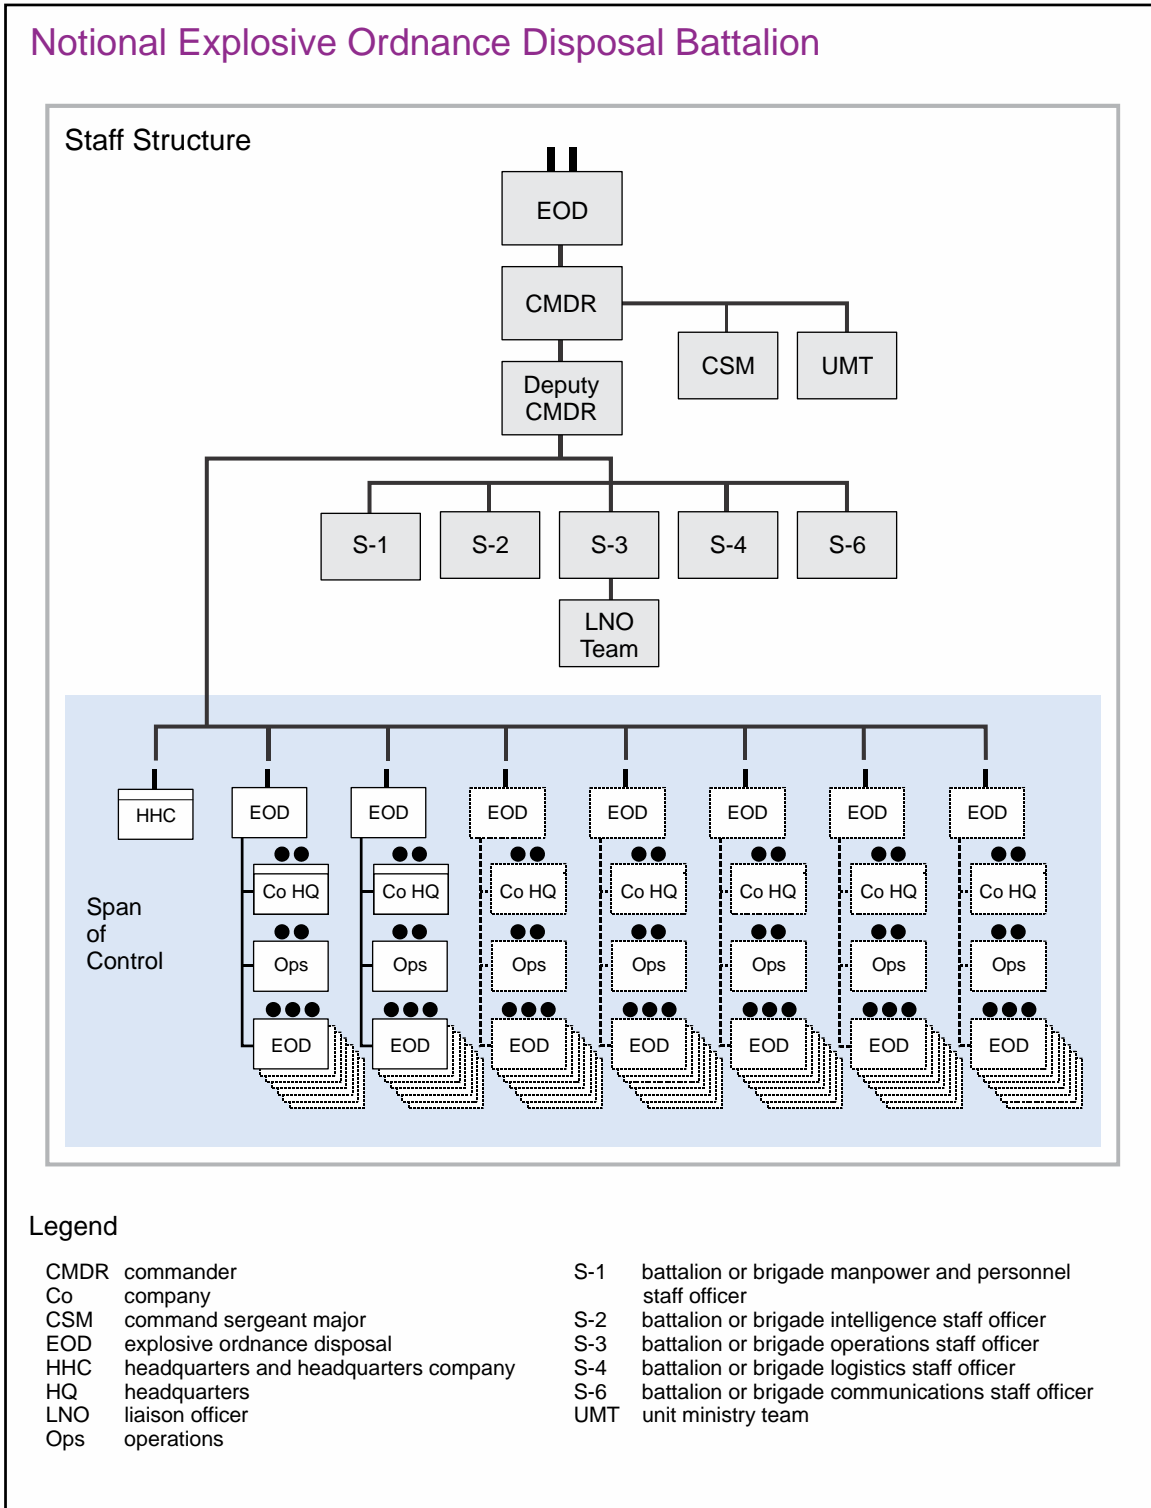 Notional Explosive Ordnance Disposal Battalion
Staff Structure
EOD
CMDR
CSM
UMT
Deputy
CMDR
S-1
S-2
S-3
S-4
S-6
LNO
Team
HHC
EOD
EOD
EOD
EOD
EOD
EOD
EOD
Co HQ
Co HQ
Co HQ
Co HQ
Co HQ
Co HQ
Co HQ
Span
of
Control
Ops
Ops
Ops
Ops
Ops
Ops
Ops
EOD
EOD
EOD
EOD
EOD
EOD
EOD
Legend
CMDR commander
Co company
CSM command sergeant major
EOD explosive ordnance disposal
HHC headquarters and headquarters company
HQ headquarters
LNO liaison officer
Ops operations
S-1 battalion or brigade manpower and personnel
staff officer
S-2 battalion or brigade intelligence staff officer
S-3 battalion or brigade operations staff officer
S-4 battalion or brigade logistics staff officer
S-6 battalion or brigade communications staff officer
UMT unit ministry team